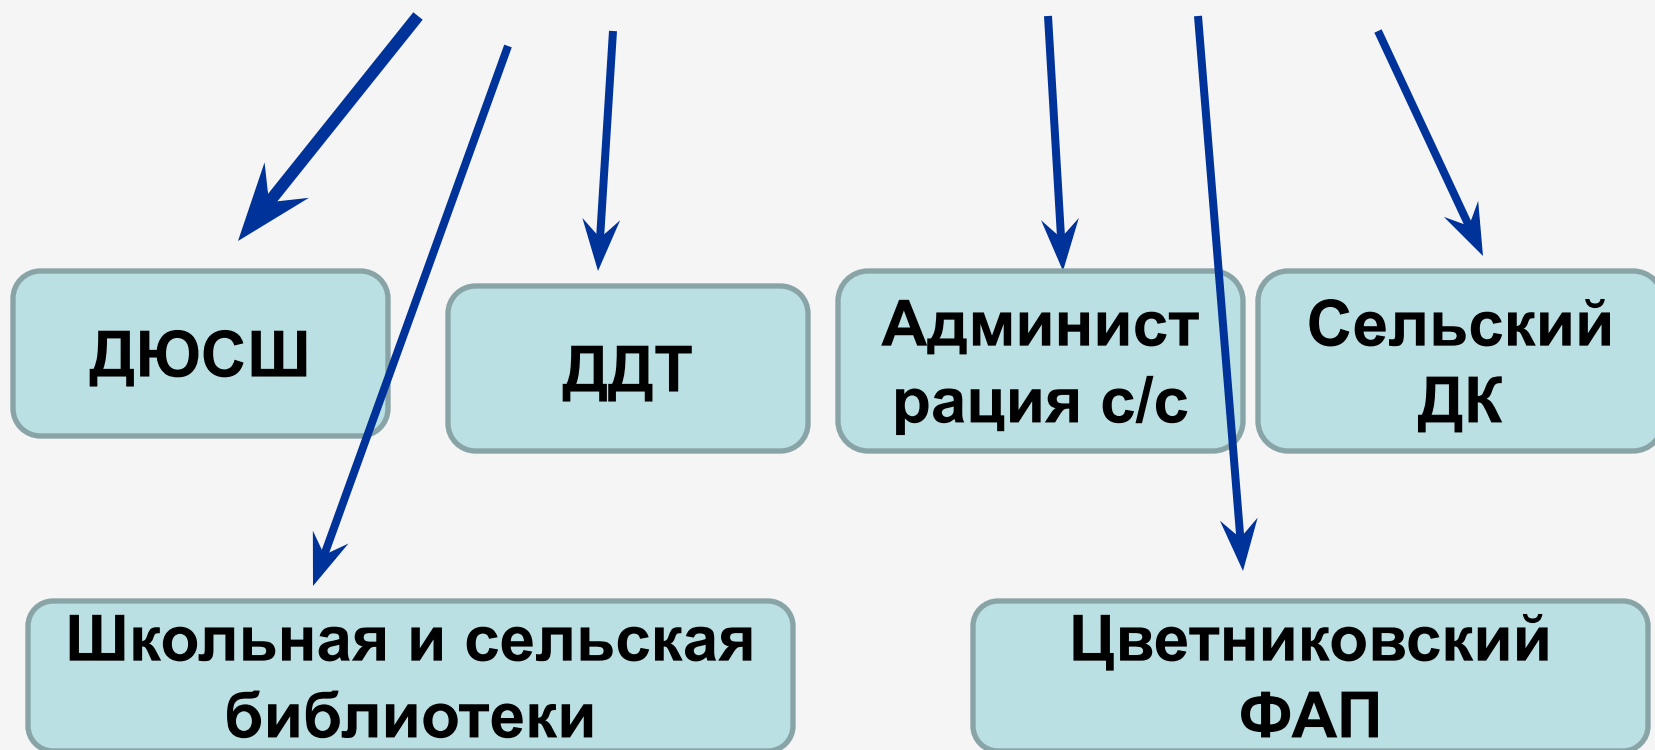 ДЮСШ
ДДТ
Админист
рация с/с
Сельский
ДК
Школьная и сельская
библиотеки
Цветниковский
ФАП